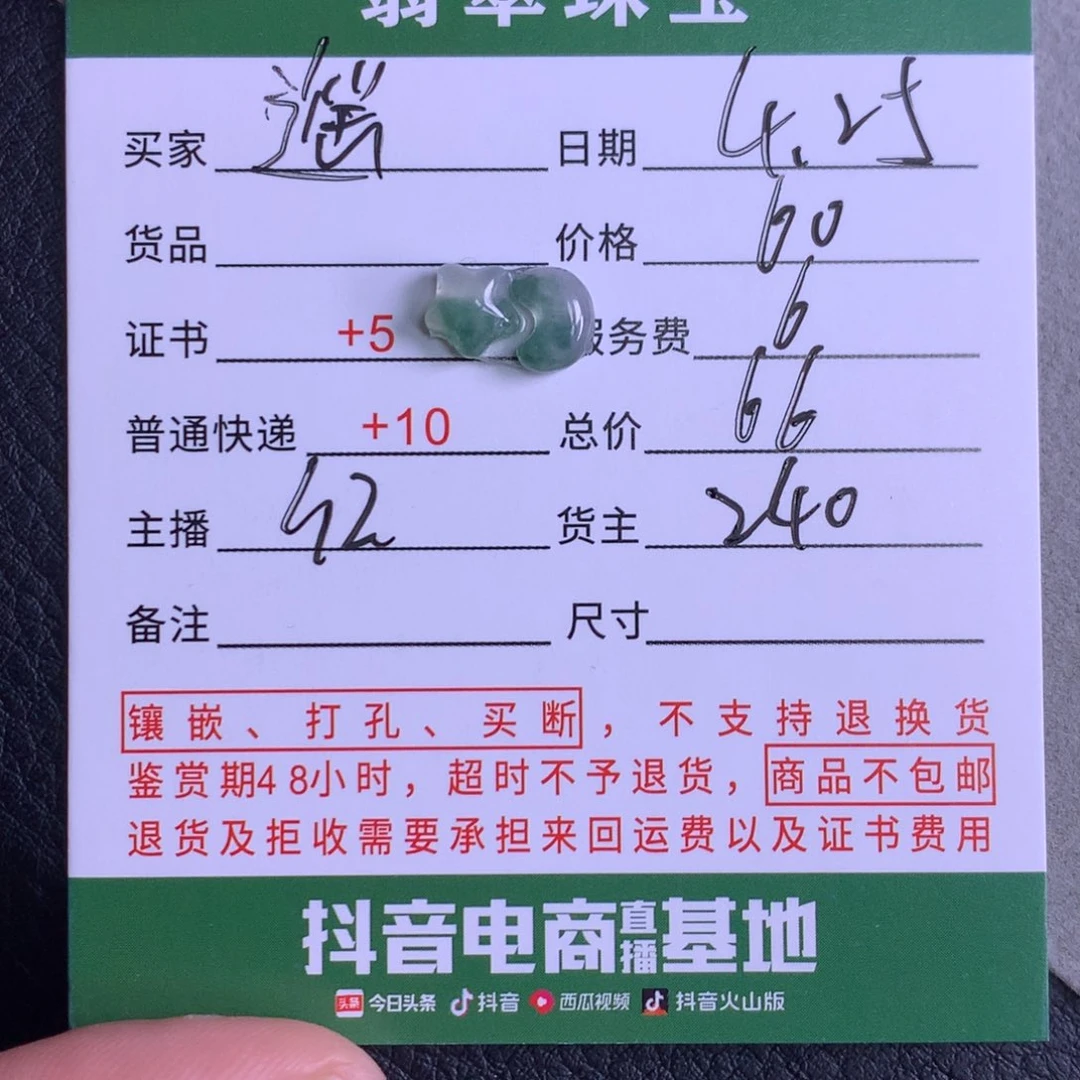 翡翠珠宝
买家 遥 日期 4.25
货品 价格 60
证书 +5 服务费 6
普通快递 +10 总价 66
主播 42 货主 240
备注 尺寸
镶嵌、打孔、买断，不支持退换货
鉴赏期48小时，超时不予退货，商品不包邮
退货及拒收需要承担来回运费以及证书费用
抖音电商直播基地
头条 今日头条 抖音 西瓜视频 抖音火山版